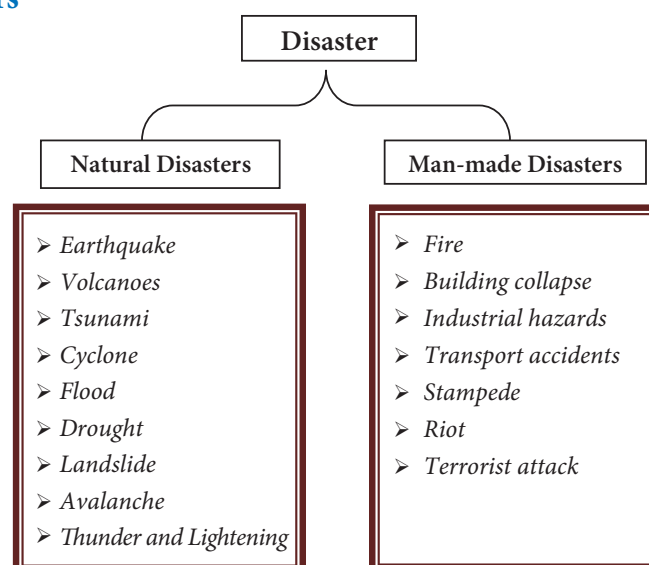 Disaster
Natural Disasters
Man-made Disasters
➢ Earthquake
➢ Volcanoes
➢ Tsunami
➢ Cyclone
➢ Flood
➢ Drought
➢ Landslide
➢ Avalanche
➢ Thunder and Lightening
➢ Fire
➢ Building collapse
➢ Industrial hazards
➢ Transport accidents
➢ Stampede
➢ Riot
➢ Terrorist attack